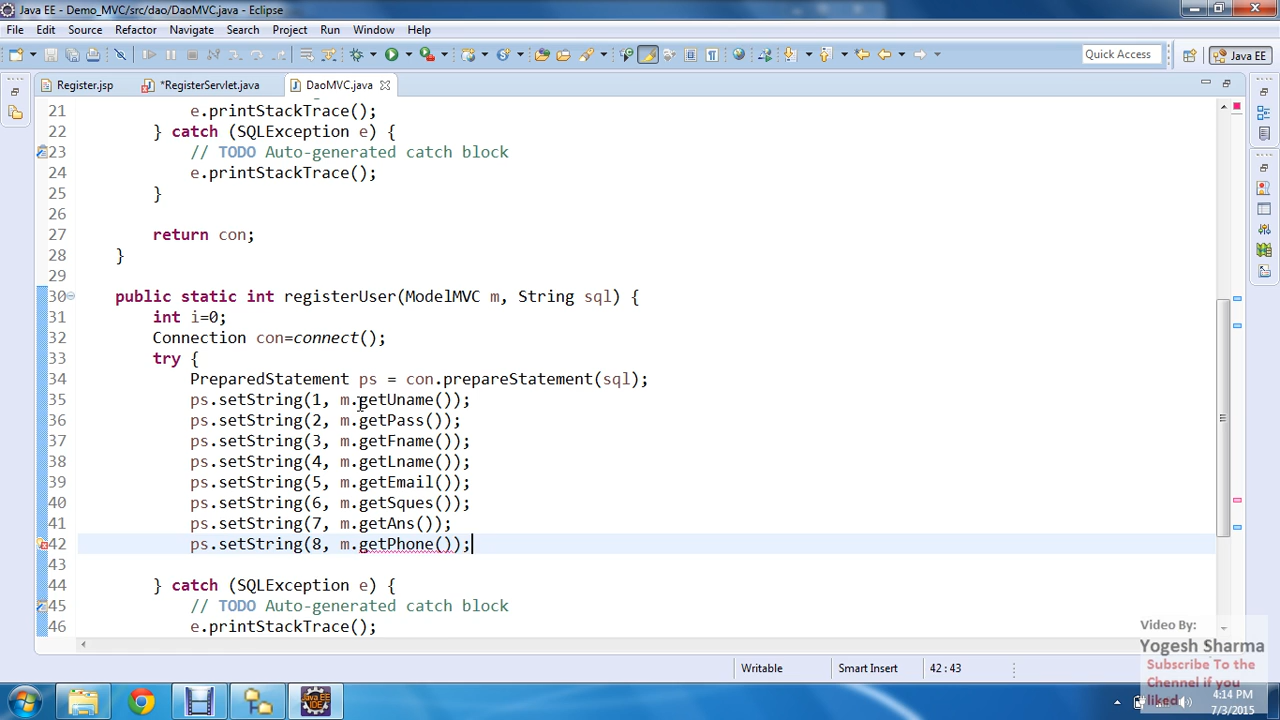 Java EE - Demo_MVC/src/dao/DaoMVC.java - Eclipse
File Edit Source Refactor Navigate Search Project Run Window Help
Quick Access Java EE
Register.jsp *RegisterServlet.java DaoMVC.java
21 e.printStackTrace();
22 } catch (SQLException e) {
23 // TODO Auto-generated catch block
24 e.printStackTrace();
25 }
26
27 return con;
28 }
29
30 public static int registerUser(ModelMVC m, String sql) {
31 int i=0;
32 Connection con=connect();
33 try {
34 PreparedStatement ps = con.prepareStatement(sql);
35 ps.setString(1, m.getUname());
36 ps.setString(2, m.getPass());
37 ps.setString(3, m.getFname());
38 ps.setString(4, m.getLname());
39 ps.setString(5, m.getEmail());
40 ps.setString(6, m.getSques());
41 ps.setString(7, m.getAns());
42 ps.setString(8, m.getPhone());
43
44 } catch (SQLException e) {
45 // TODO Auto-generated catch block
46 e.printStackTrace();
Video By:
Yogesh Sharma
Subscribe To the
Chennel if you
liked
Writable Smart Insert 42 : 43
Java EE
IDE
4:14 PM
7/3/2015